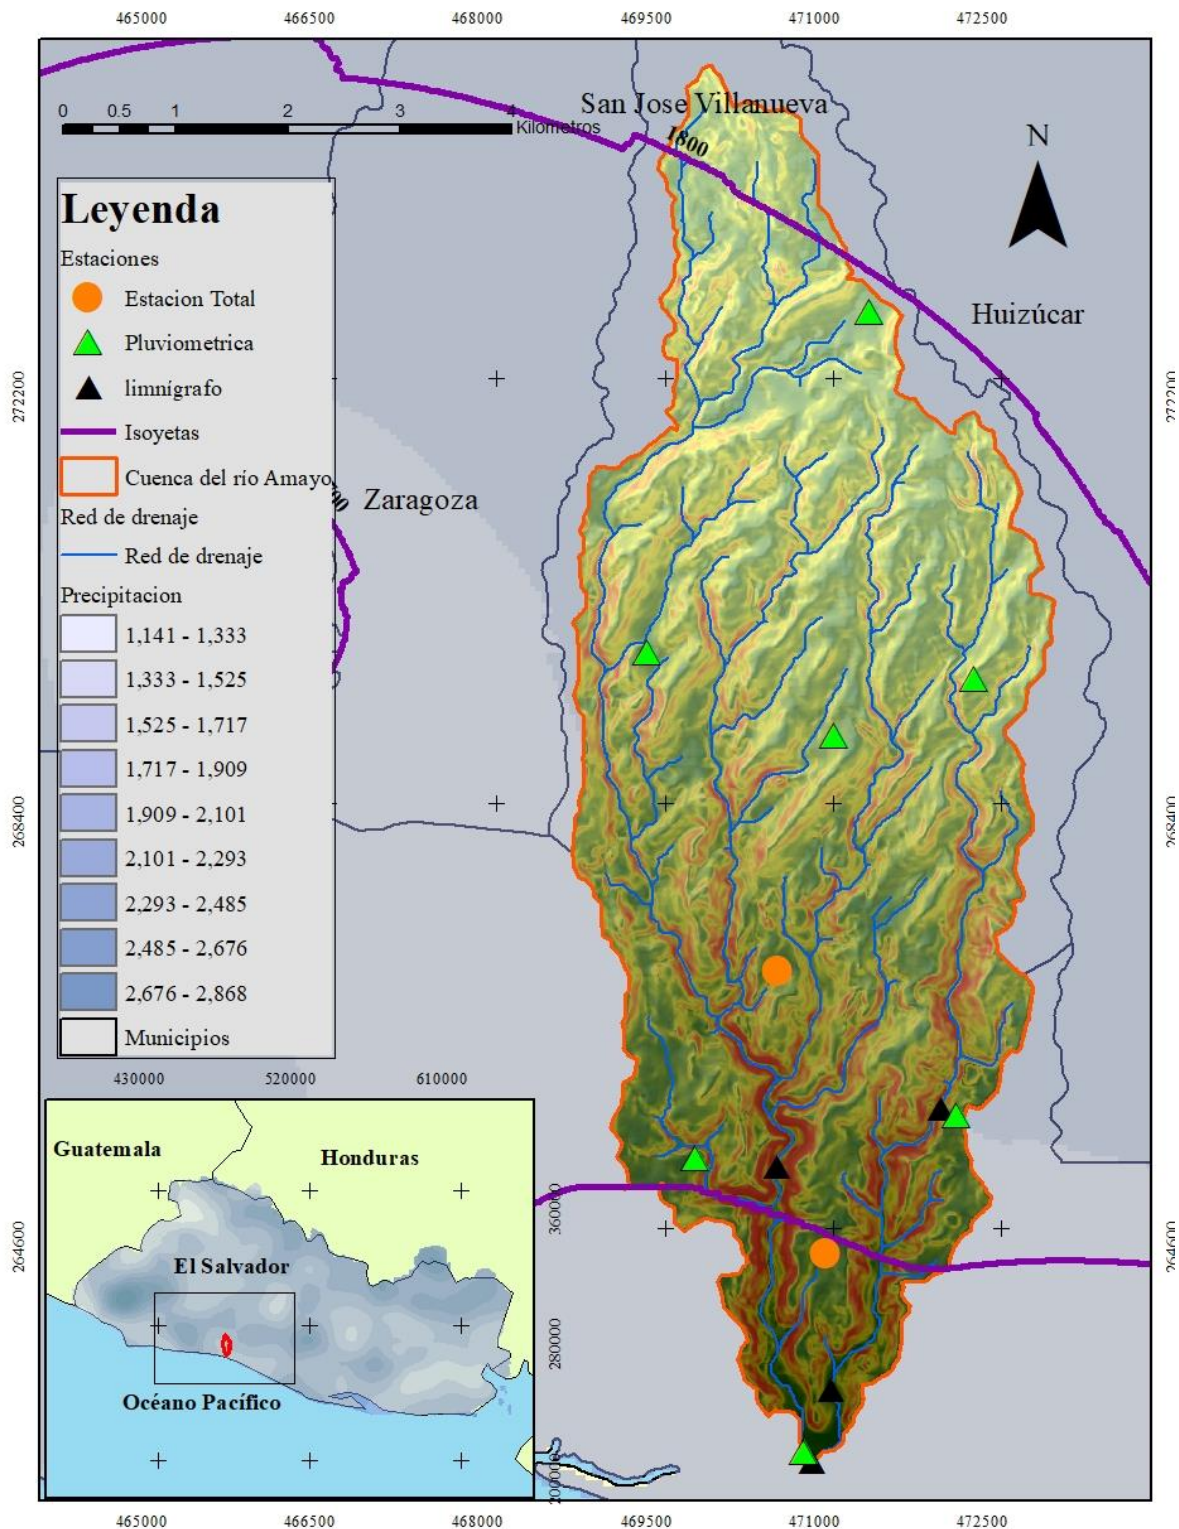 465000 466500 468000 469500 471000 472500
San Jose Villanueva
0 0.5 1 2 3 4
Kilometros
1800
N
Leyenda
Estaciones
Estacion Total
Pluviometrica
limnígrafo
Isoyetas
Cuenca del río Amayo
Red de drenaje
Red de drenaje
Precipitacion
1,141 - 1,333
1,333 - 1,525
1,525 - 1,717
1,717 - 1,909
1,909 - 2,101
2,101 - 2,293
2,293 - 2,485
2,485 - 2,676
2,676 - 2,868
Municipios
Huizúcar
Zaragoza
272200
272200
268400
268400
264600
264600
430000 520000 610000
Guatemala
Honduras
El Salvador
Océano Pacífico
360000
280000
200000
465000 466500 468000 469500 471000 472500